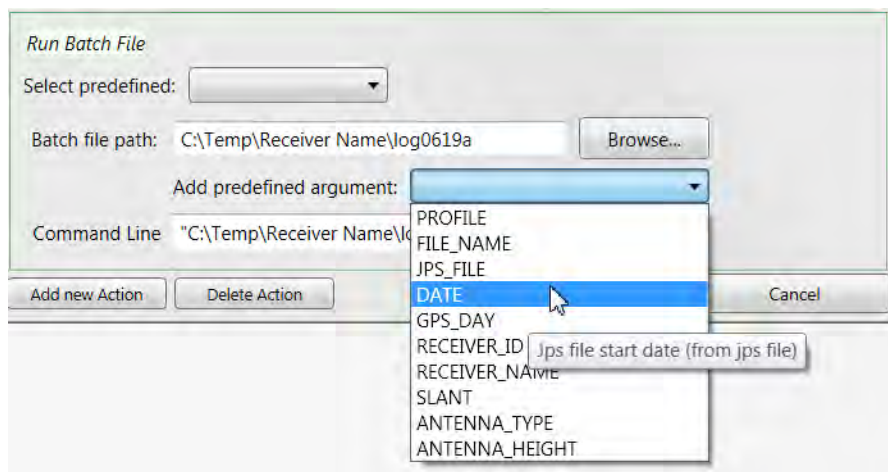 Run Batch File
Select predefined:
Batch file path: C:\Temp\Receiver Name\log0619a Browse...
Add predefined argument:
PROFILE
Command Line "C:\Temp\Receiver Name\lo
FILE_NAME
JPS_FILE
Add new Action Delete Action DATE Cancel
GPS_DAY
RECEIVER_ID Jps file start date (from jps file)
RECEIVER_NAME
SLANT
ANTENNA_TYPE
ANTENNA_HEIGHT